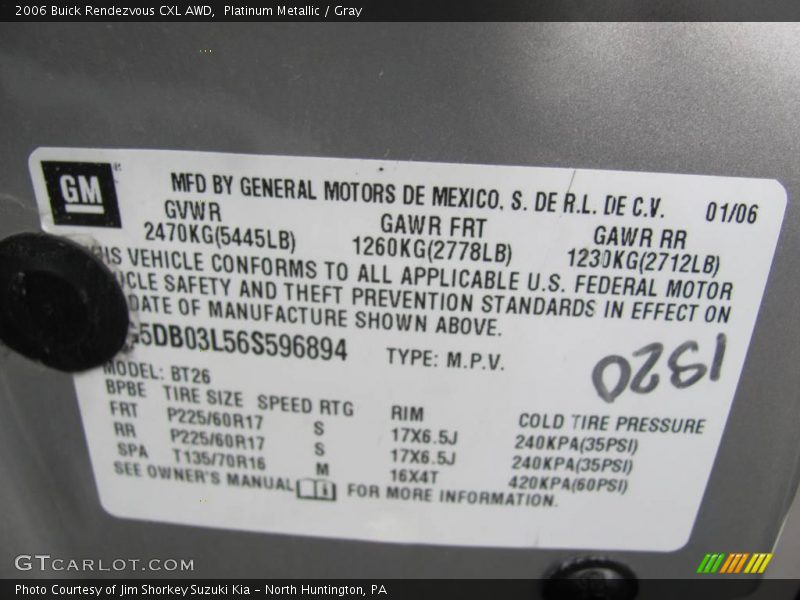 2006 Buick Rendezvous CXL AWD, Platinum Metallic / Gray
GM
MFD BY GENERAL MOTORS DE MEXICO, S. DE R.L. DE C.V. 01/06
GVWR GAWR FRT GAWR RR
2470KG(5445LB) 1260KG(2778LB) 1230KG(2712LB)
VEHICLE CONFORMS TO ALL APPLICABLE U.S. FEDERAL MOTOR
SAFETY AND THEFT PREVENTION STANDARDS IN EFFECT ON
DATE OF MANUFACTURE SHOWN ABOVE.
G5DB03L56S596894 TYPE: M.P.V.
1320
MODEL: BT26
BPBE TIRE SIZE SPEED RTG RIM COLD TIRE PRESSURE
FRT P225/60R17 S 17X6.5J 240KPA(35PSI)
RR P225/60R17 S 17X6.5J 240KPA(35PSI)
SPA T135/70R16 M 16X4T 420KPA(60PSI)
SEE OWNER'S MANUAL FOR MORE INFORMATION.
GTCARLOT.COM
Photo Courtesy of Jim Shorkey Suzuki Kia - North Huntington, PA